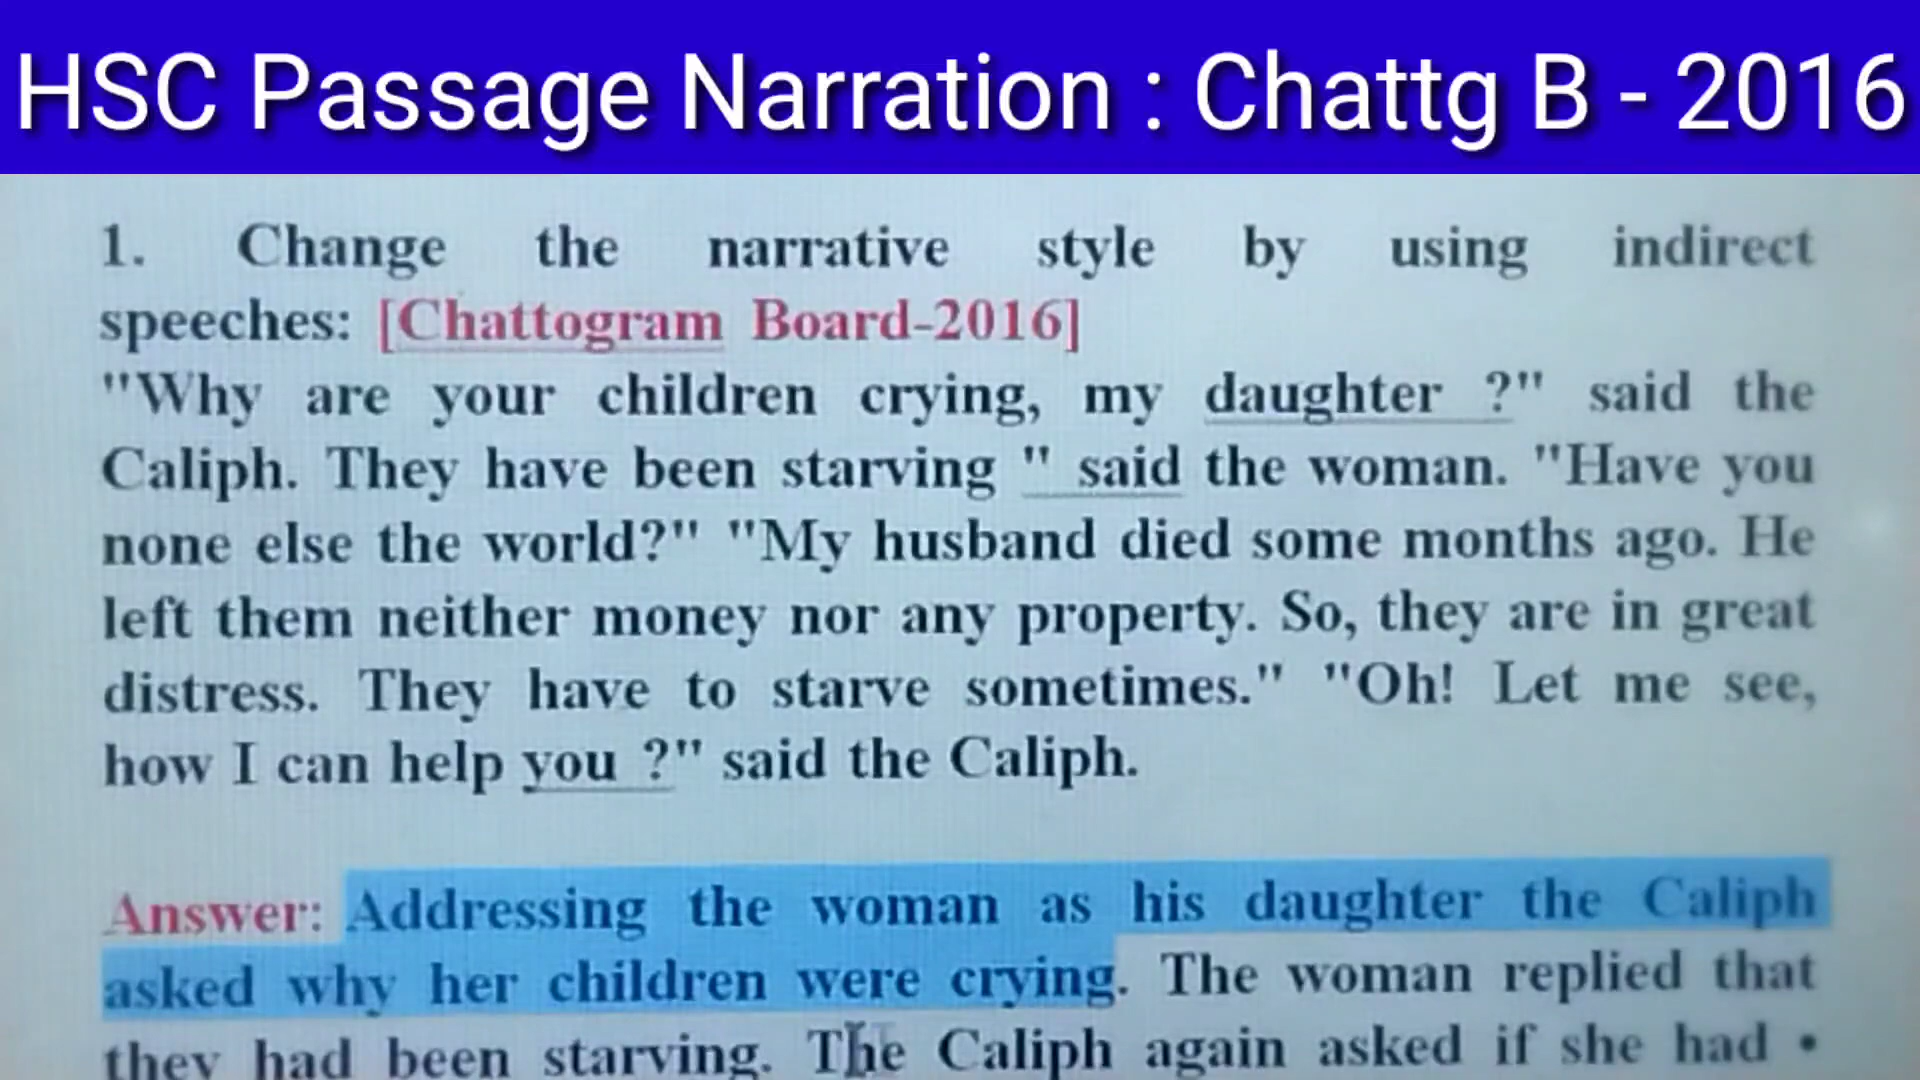 HSC Passage Narration : Chattg B - 2016
1. Change the narrative style by using indirect
speeches: [Chattogram Board-2016]
"Why are your children crying, my daughter ?" said the
Caliph. They have been starving " said the woman. "Have you
none else the world?" "My husband died some months ago. He
left them neither money nor any property. So, they are in great
distress. They have to starve sometimes." "Oh! Let me see,
how I can help you ?" said the Caliph.
Answer: Addressing the woman as his daughter the Caliph
asked why her children were crying. The woman replied that
they had been starving. The Caliph again asked if she had •